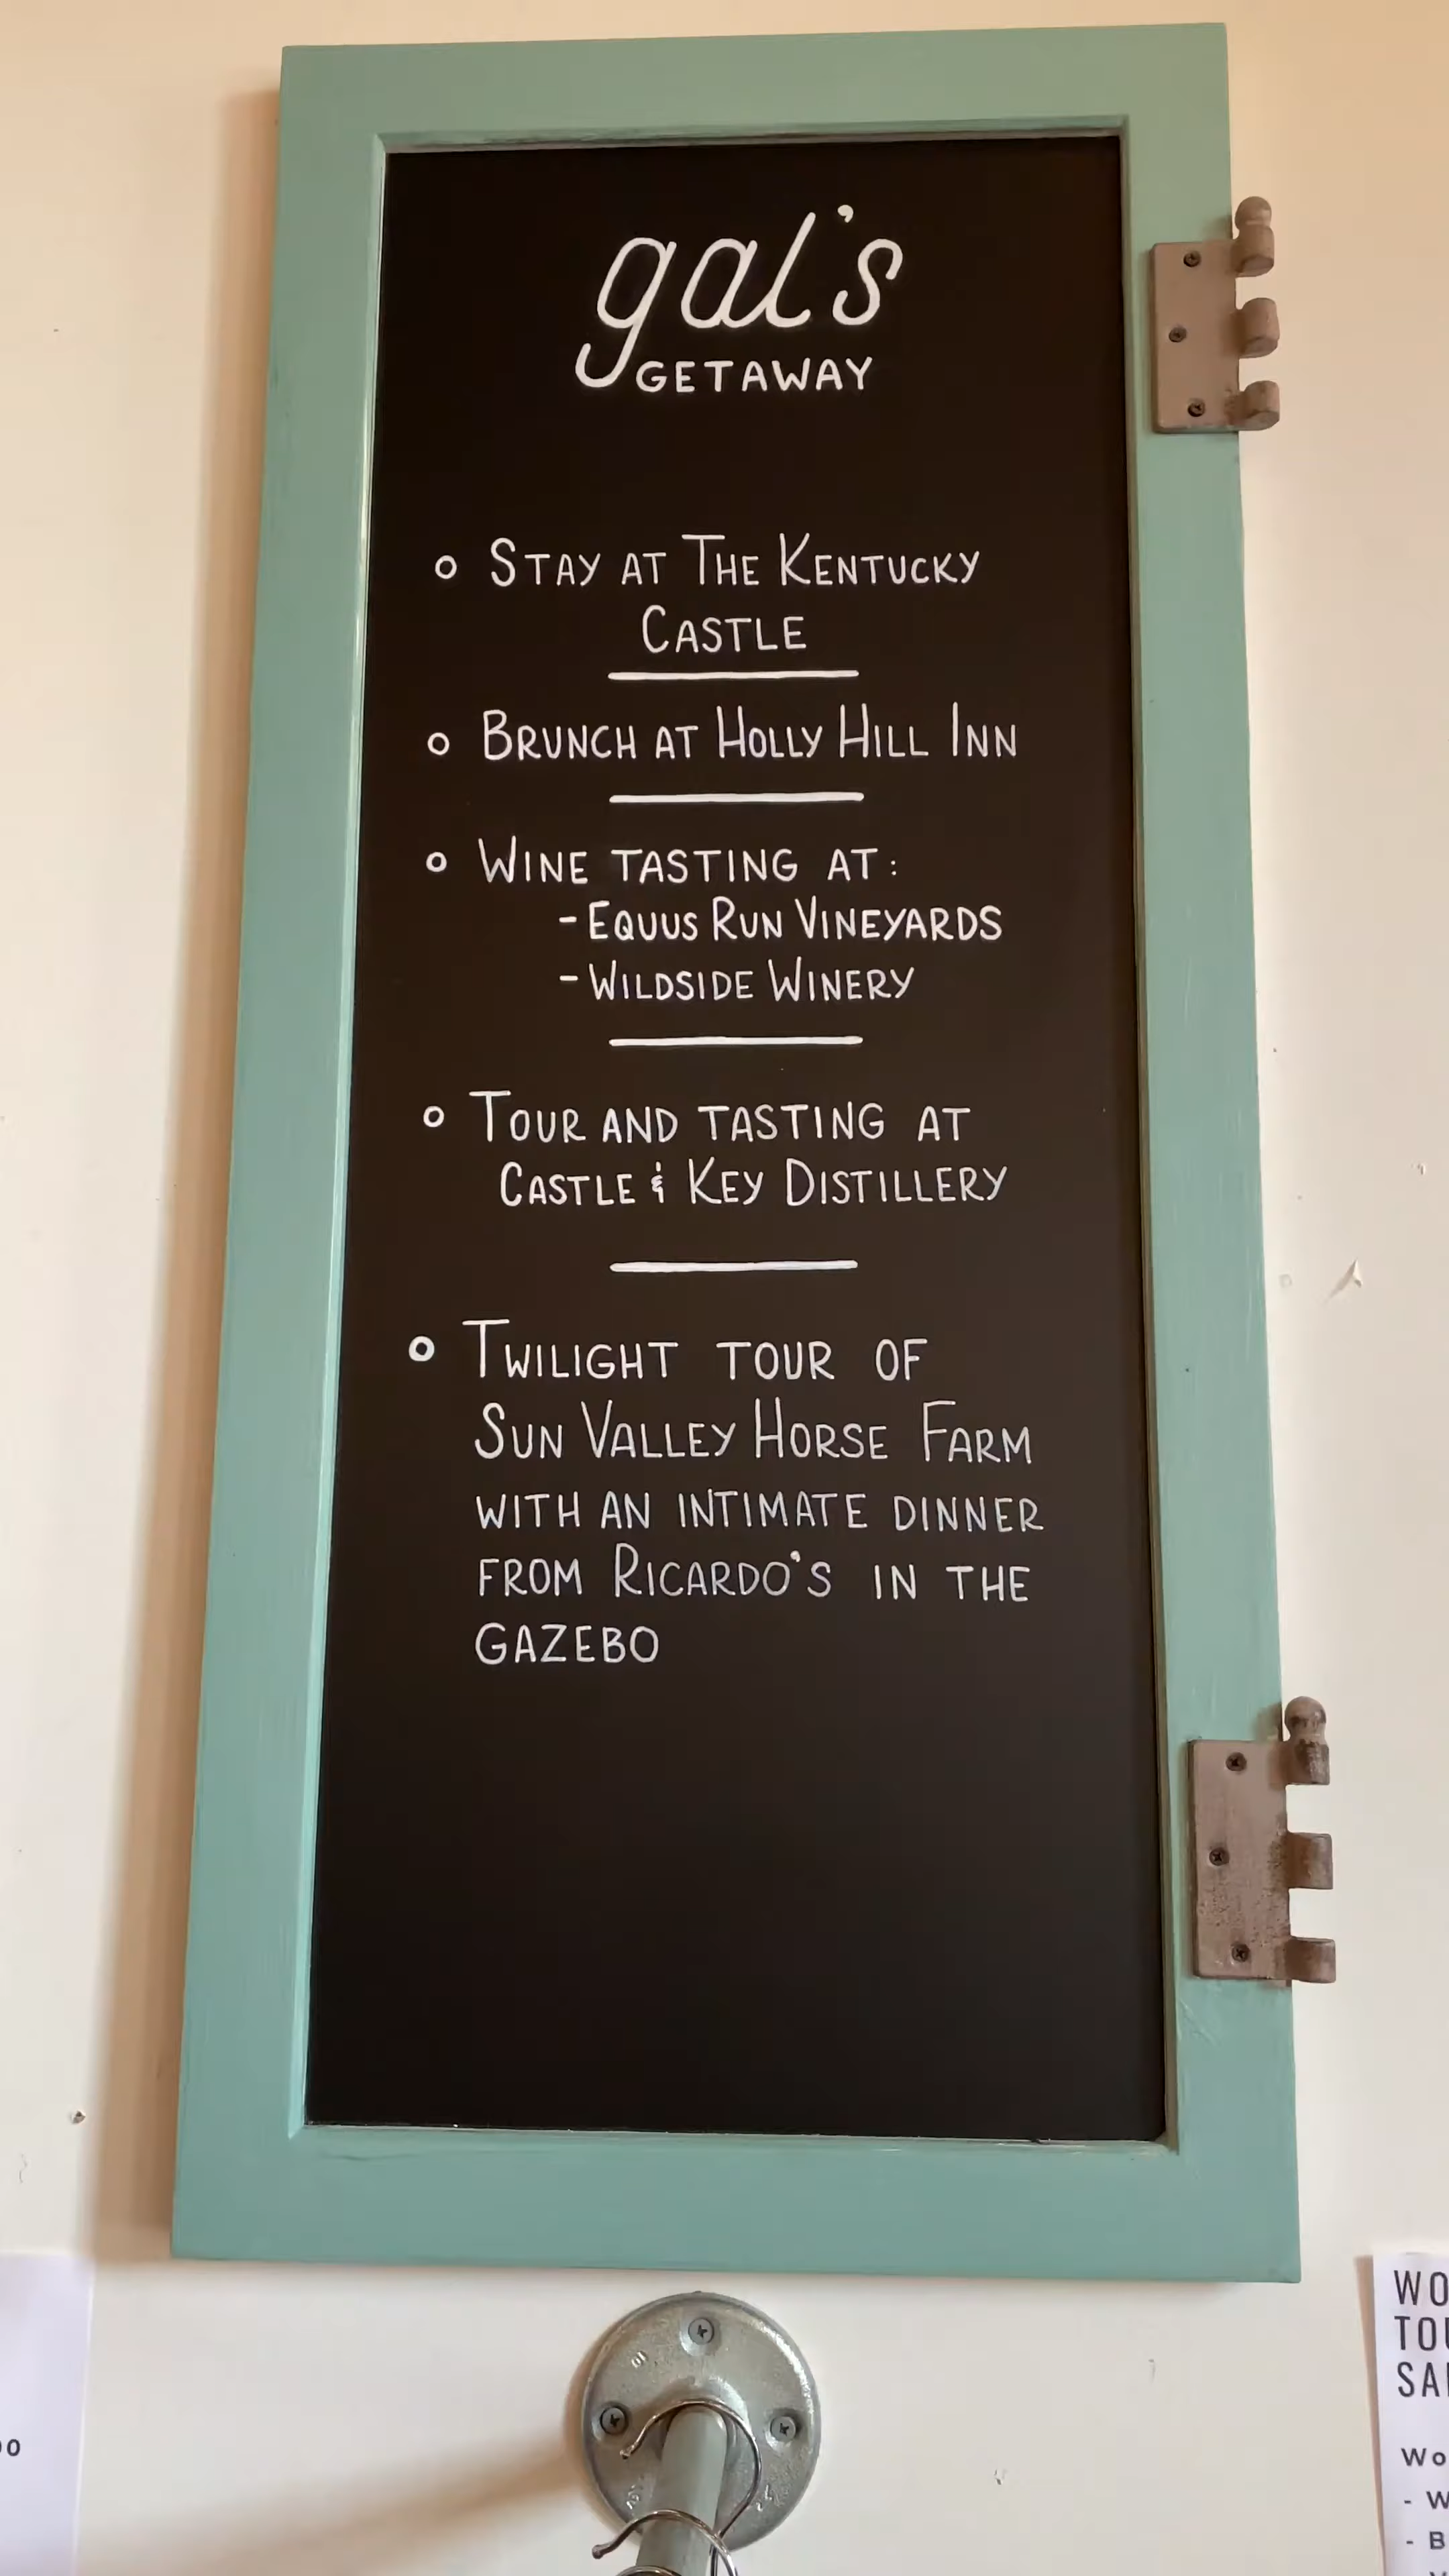 gal's
GETAWAY
STAY AT THE KENTUCKY
CASTLE
BRUNCH AT HOLLY HILL INN
WINE TASTING AT:
- EQUUS RUN VINEYARDS
- WILDSIDE WINERY
TOUR AND TASTING AT
CASTLE & KEY DISTILLERY
TWILIGHT TOUR OF
SUN VALLEY HORSE FARM
WITH AN INTIMATE DINNER
FROM RICARDO'S IN THE
GAZEBO